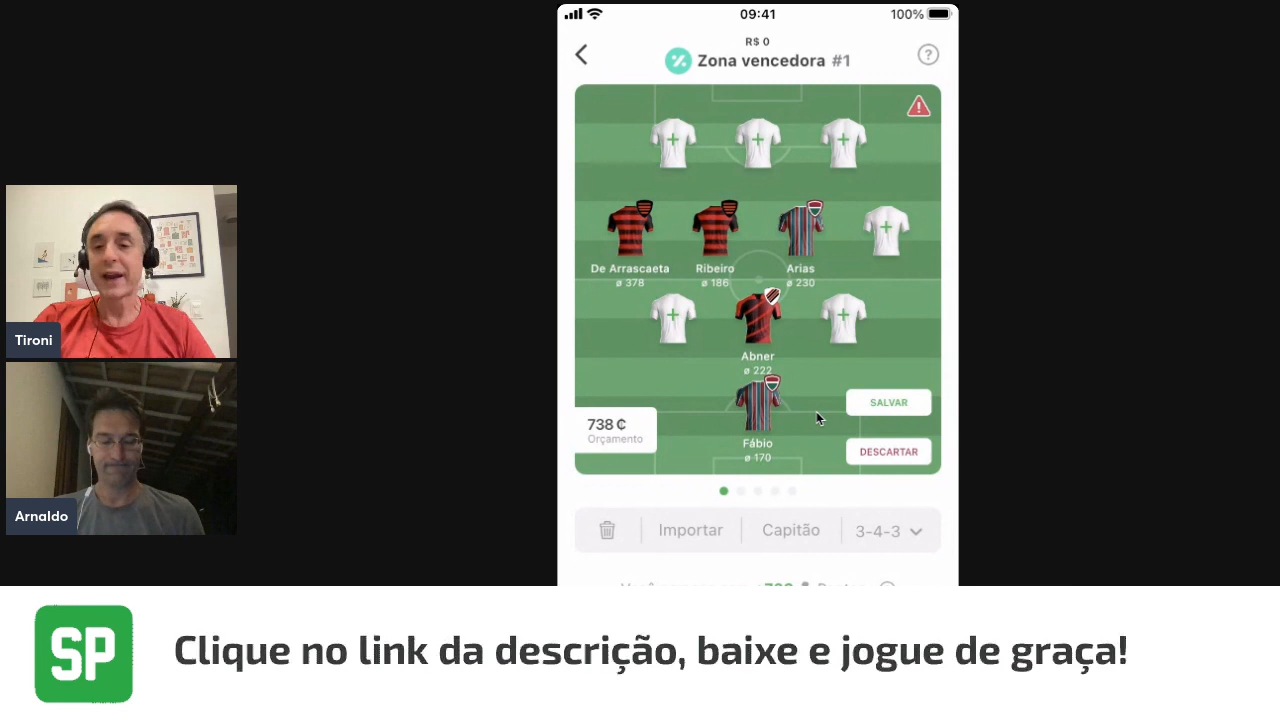 09:41
100%
R$ 0
Zona vencedora #1
De Arrascaeta
ø 378
Ribeiro
ø 186
Arias
ø 230
Abner
ø 222
Fábio
ø 170
738 ₵
Orçamento
SALVAR
DESCARTAR
Importar
Capitão
3-4-3
Tironi
Arnaldo
SP
Clique no link da descrição, baixe e jogue de graça!